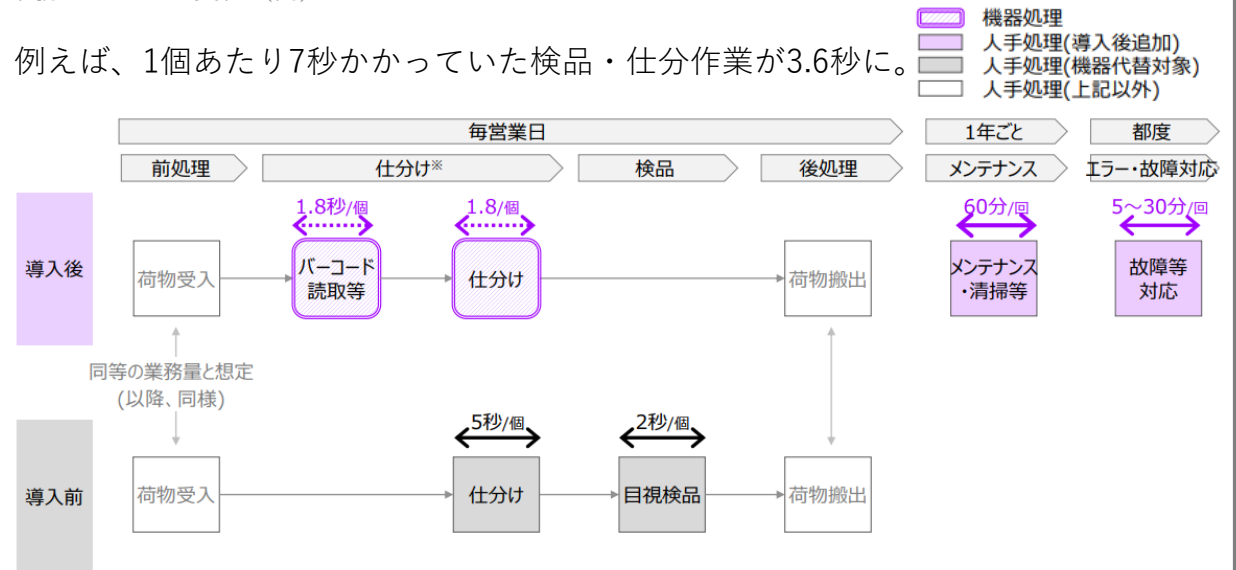 機器処理
人手処理(導入後追加)
人手処理(機器代替対象)
人手処理(上記以外)
例えば、1個あたり7秒かかっていた検品・仕分作業が3.6秒に。
毎営業日
1年ごと
都度
前処理
仕分け※
検品
後処理
メンテナンス
エラー・故障対応
1.8秒/個
1.8/個
60分/回
5～30分/回
導入後
荷物受入
バーコード
読取等
仕分け
荷物搬出
メンテナンス
・清掃等
故障等
対応
同等の業務量と想定
(以降、同様)
5秒/個
2秒/個
導入前
荷物受入
仕分け
目視検品
荷物搬出